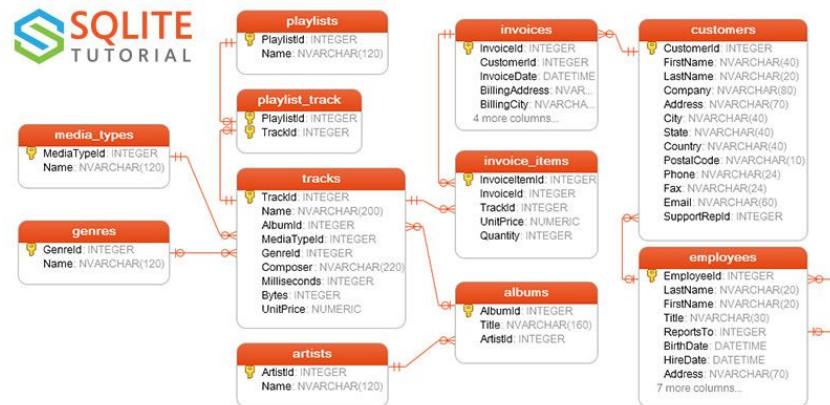 SQLITE
TUTORIAL
playlists
PlaylistId: INTEGER
Name: NVARCHAR(120)
playlist_track
PlaylistId: INTEGER
TrackId: INTEGER
media_types
MediaTypeId: INTEGER
Name: NVARCHAR(120)
genres
GenreId: INTEGER
Name: NVARCHAR(120)
tracks
TrackId: INTEGER
Name: NVARCHAR(200)
AlbumId: INTEGER
MediaTypeId: INTEGER
GenreId: INTEGER
Composer: NVARCHAR(220)
Milliseconds: INTEGER
Bytes: INTEGER
UnitPrice: NUMERIC
artists
ArtistId: INTEGER
Name: NVARCHAR(120)
invoices
InvoiceId: INTEGER
CustomerId: INTEGER
InvoiceDate: DATETIME
BillingAddress: NVAR...
BillingCity: NVARCHA...
4 more columns...
invoice_items
InvoiceItemId: INTEGER
InvoiceId: INTEGER
TrackId: INTEGER
UnitPrice: NUMERIC
Quantity: INTEGER
albums
AlbumId: INTEGER
Title: NVARCHAR(160)
ArtistId: INTEGER
customers
CustomerId: INTEGER
FirstName: NVARCHAR(40)
LastName: NVARCHAR(20)
Company: NVARCHAR(80)
Address: NVARCHAR(70)
City: NVARCHAR(40)
State: NVARCHAR(40)
Country: NVARCHAR(40)
PostalCode: NVARCHAR(10)
Phone: NVARCHAR(24)
Fax: NVARCHAR(24)
Email: NVARCHAR(60)
SupportRepId: INTEGER
employees
EmployeeId: INTEGER
LastName: NVARCHAR(20)
FirstName: NVARCHAR(20)
Title: NVARCHAR(30)
ReportsTo: INTEGER
BirthDate: DATETIME
HireDate: DATETIME
Address: NVARCHAR(70)
7 more columns...